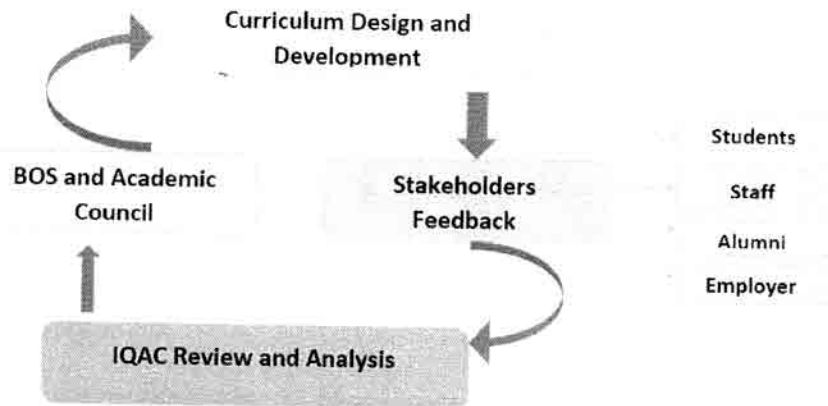 Curriculum Design and
Development
Students
BOS and Academic
Council
Stakeholders
Feedback
Staff
Alumni
Employer
IQAC Review and Analysis